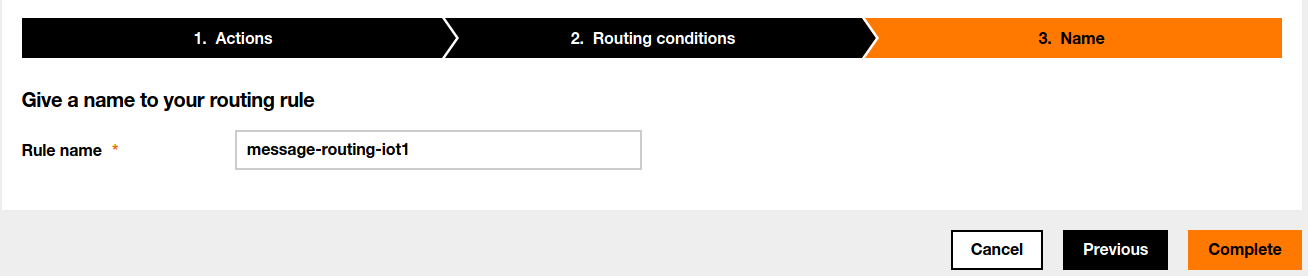 1. Actions
2. Routing conditions
3. Name
Give a name to your routing rule
Rule name *
message-routing-iot1
Cancel
Previous
Complete